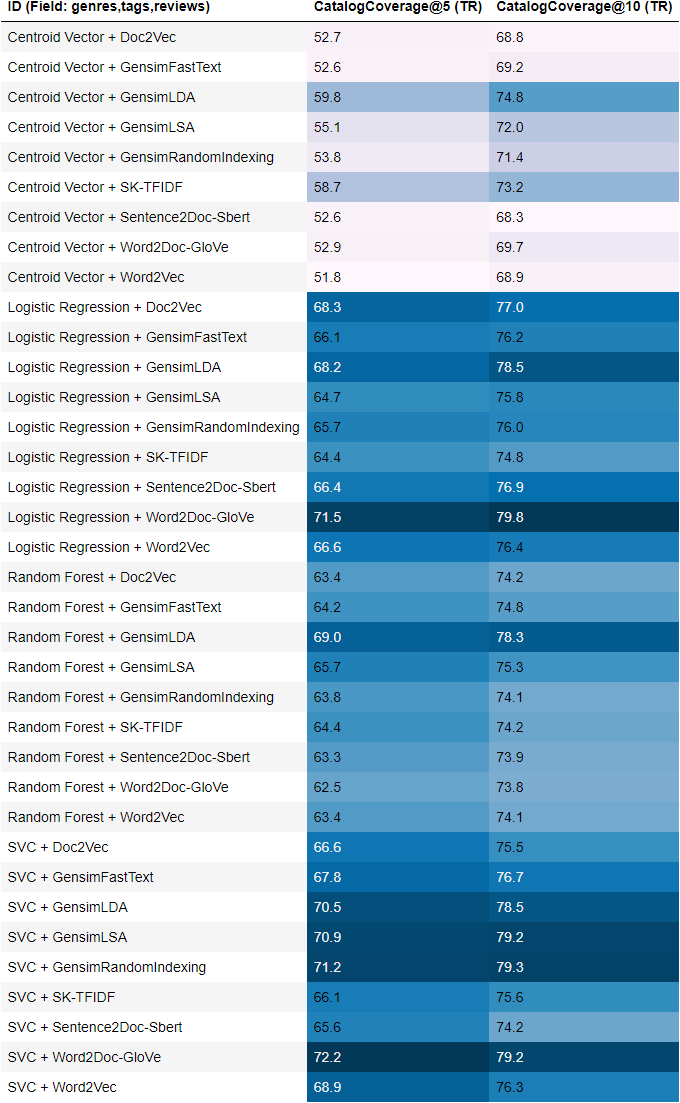 ID (Field: genres,tags,reviews) CatalogCoverage@5 (TR) CatalogCoverage@10 (TR)
Centroid Vector + Doc2Vec 52.7 68.8
Centroid Vector + GensimFastText 52.6 69.2
Centroid Vector + GensimLDA 59.8 74.8
Centroid Vector + GensimLSA 55.1 72.0
Centroid Vector + GensimRandomIndexing 53.8 71.4
Centroid Vector + SK-TFIDF 58.7 73.2
Centroid Vector + Sentence2Doc-Sbert 52.6 68.3
Centroid Vector + Word2Doc-GloVe 52.9 69.7
Centroid Vector + Word2Vec 51.8 68.9
Logistic Regression + Doc2Vec 68.3 77.0
Logistic Regression + GensimFastText 66.1 76.2
Logistic Regression + GensimLDA 68.2 78.5
Logistic Regression + GensimLSA 64.7 75.8
Logistic Regression + GensimRandomIndexing 65.7 76.0
Logistic Regression + SK-TFIDF 64.4 74.8
Logistic Regression + Sentence2Doc-Sbert 66.4 76.9
Logistic Regression + Word2Doc-GloVe 71.5 79.8
Logistic Regression + Word2Vec 66.6 76.4
Random Forest + Doc2Vec 63.4 74.2
Random Forest + GensimFastText 64.2 74.8
Random Forest + GensimLDA 69.0 78.3
Random Forest + GensimLSA 65.7 75.3
Random Forest + GensimRandomIndexing 63.8 74.1
Random Forest + SK-TFIDF 64.4 74.2
Random Forest + Sentence2Doc-Sbert 63.3 73.9
Random Forest + Word2Doc-GloVe 62.5 73.8
Random Forest + Word2Vec 63.4 74.1
SVC + Doc2Vec 66.6 75.5
SVC + GensimFastText 67.8 76.7
SVC + GensimLDA 70.5 78.5
SVC + GensimLSA 70.9 79.2
SVC + GensimRandomIndexing 71.2 79.3
SVC + SK-TFIDF 66.1 75.6
SVC + Sentence2Doc-Sbert 65.6 74.2
SVC + Word2Doc-GloVe 72.2 79.2
SVC + Word2Vec 68.9 76.3